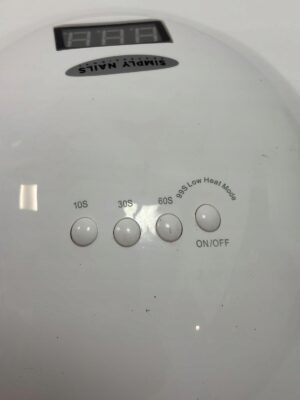 SIMPLY NAILS
10S
30S
60S
99S Low Heat Mode
ON/OFF